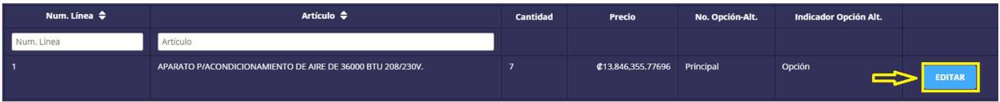 Num. Línea Artículo Cantidad Precio No. Opción-Alt. Indicador Opción Alt.
Num. Línea Artículo
1 APARATO P/ACONDICIONAMIENTO DE AIRE DE 36000 BTU 208/230V. 7 ₡13,846,355.77696 Principal Opción EDITAR